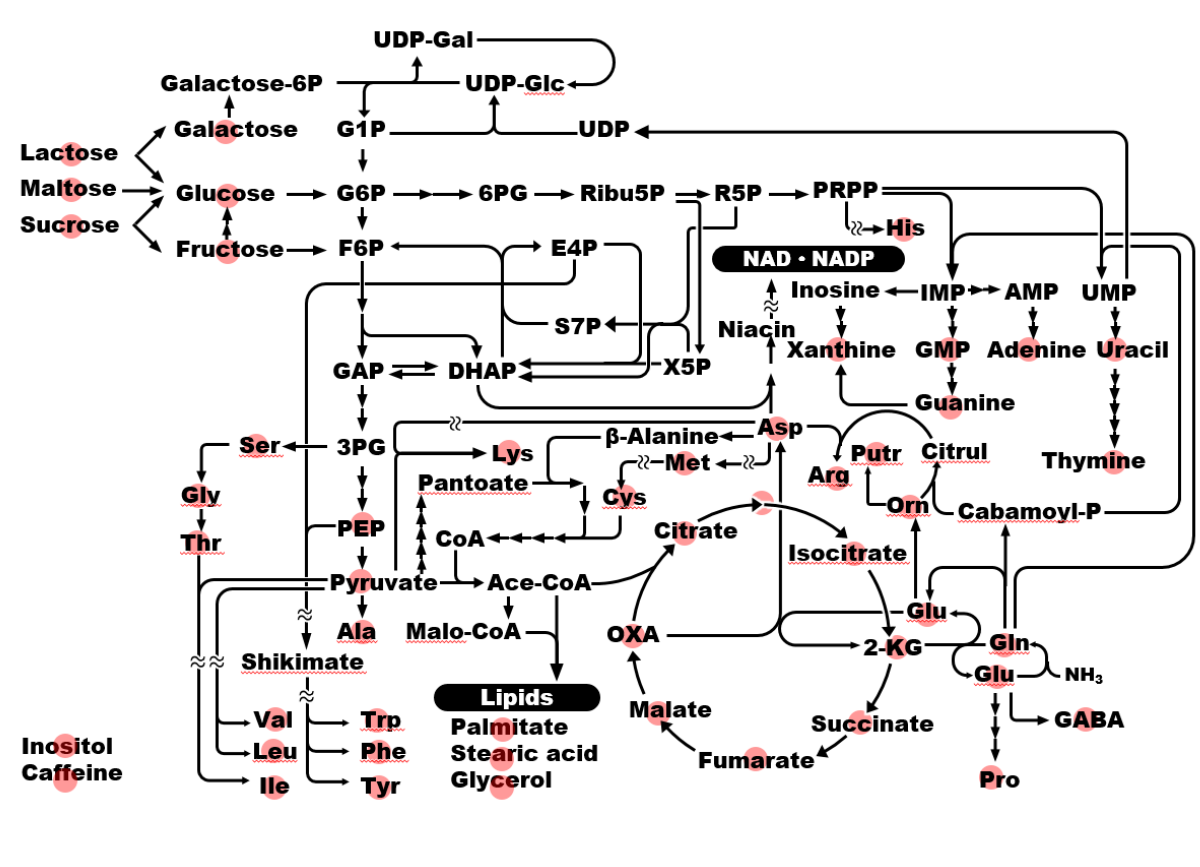 UDP-Gal
Galactose-6P
UDP-Glc
Galactose
G1P
UDP
Lactose
Maltose
Glucose
G6P
6PG
Ribu5P
R5P
PRPP
Sucrose
His
Fructose
F6P
E4P
NAD • NADP
Inosine
IMP
AMP
UMP
S7P
Niacin
Xanthine
GMP
Adenine
Uracil
GAP
DHAP
X5P
Guanine
Asp
β-Alanine
Ser
3PG
Lys
Met
Putr
Citrul
Thymine
Arg
Pantoate
Gly
Cys
Orn
Cabamoyl-P
PEP
CoA
Citrate
Thr
Isocitrate
Pyruvate
Ace-CoA
Glu
Ala
Malo-CoA
OXA
2-KG
Gln
Shikimate
Glu
NH3
Lipids
Val
Trp
Palmitate
Malate
Succinate
GABA
Inositol
Leu
Phe
Stearic acid
Fumarate
Caffeine
Ile
Tyr
Glycerol
Pro